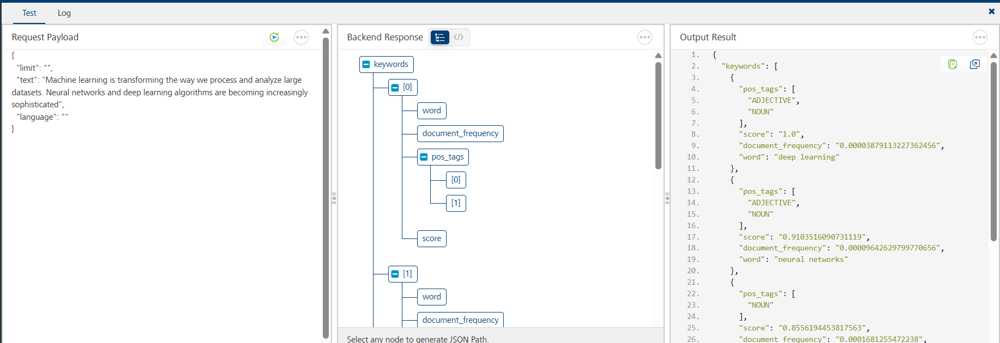 Test
Log
Request Payload
{
"limit": "",
"text": "Machine learning is transforming the way we process and analyze large
datasets. Neural networks and deep learning algorithms are becoming increasingly
sophisticated",
"language": ""
}
Backend Response
</>
keywords
[0]
word
document_frequency
pos_tags
[0]
[1]
score
[1]
word
document_frequency
Select any node to generate JSON Path.
Output Result
1. {
2. "keywords": [
3. {
4. "pos_tags": [
5. "ADJECTIVE",
6. "NOUN"
7. ],
8. "score": "1.0",
9. "document_frequency": "0.00003879113227362456",
10. "word": "deep learning"
11. },
12. {
13. "pos_tags": [
14. "ADJECTIVE",
15. "NOUN"
16. ],
17. "score": "0.9103516090731119",
18. "document_frequency": "0.00009642629799770656",
19. "word": "neural networks"
20. },
21. {
22. "pos_tags": [
23. "NOUN"
24. ],
25. "score": "0.8556194453817563",
26. "document_frequency": "0.0001681255472238",